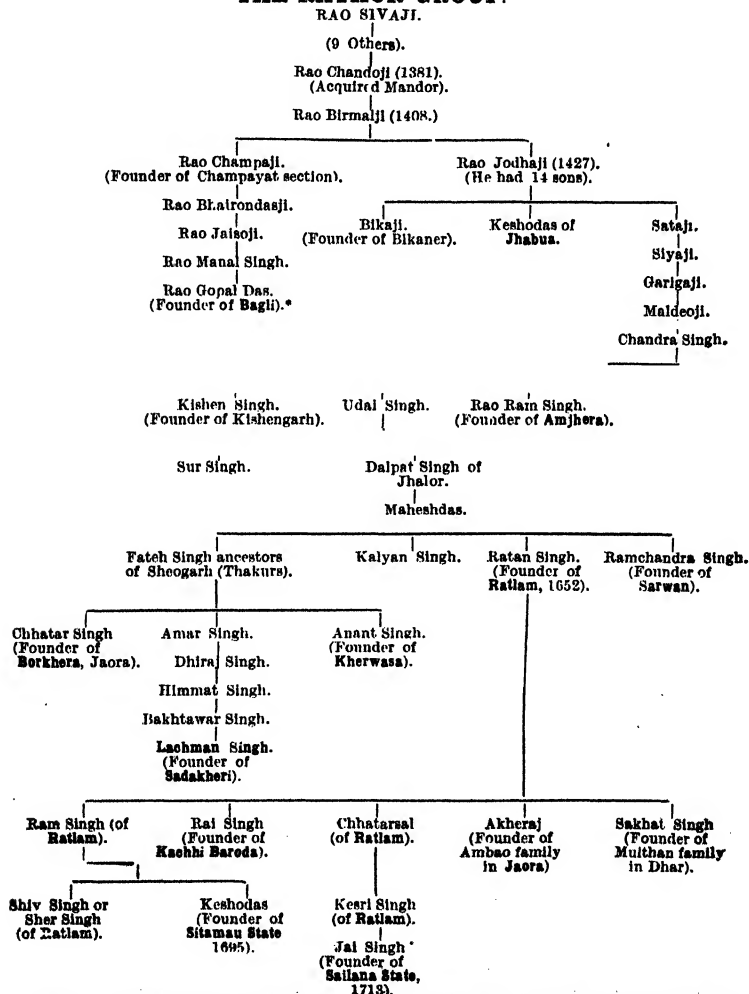 RAO SIVAJI.
(9 Others).
Rao Chandoji (1381).
(Acquired Mandor).
Rao Birmalji (1408.)
Rao Champaji.
(Founder of Champayat section).
Rao Jodhaji (1427).
(He had 14 sons).
Rao Bhairondasji.
Rao Jaisoji.
Rao Manal Singh.
Rao Gopal Das.
(Founder of Bagli).*
Bikaji.
(Founder of Bikaner).
Keshodas of
Jhabua.
Sataji.
Siyaji.
Garigaji.
Maldeoji.
Chandra Singh.
Kishen Singh.
(Founder of Kishengarh).
Udai Singh.
Rao Ram Singh.
(Founder of Amjhera).
Sur Singh.
Dalpat Singh of
Jhalor.
Maheshdas.
Fateh Singh ancestors
of Sheogarh (Thakurs).
Kalyan Singh.
Ratan Singh.
(Founder of
Ratlam, 1652).
Ramchandra Singh.
(Founder of
Sarwan).
Chhatar Singh
(Founder of
Borkhera, Jaora).
Amar Singh.
Dhiraj Singh.
Himmat Singh.
Bakhtawar Singh.
Lachman Singh.
(Founder of
Sadakheri).
Anant Singh.
(Founder of
Kherwasa).
Ram Singh (of
Ratlam).
Rai Singh
(Founder of
Kachhi Baroda).
Chhatarsal
(of Ratlam).
Akheraj
(Founder of
Ambao family
in Jaora)
Sakhat Singh
(Founder of
Multhan family
in Dhar).
Shiv Singh or
Sher Singh
(of Ratlam).
Keshodas
(Founder of
Sitamau State
1695).
Kesri Singh
(of Ratlam).
Jai Singh
(Founder of
Sailana State,
1713).